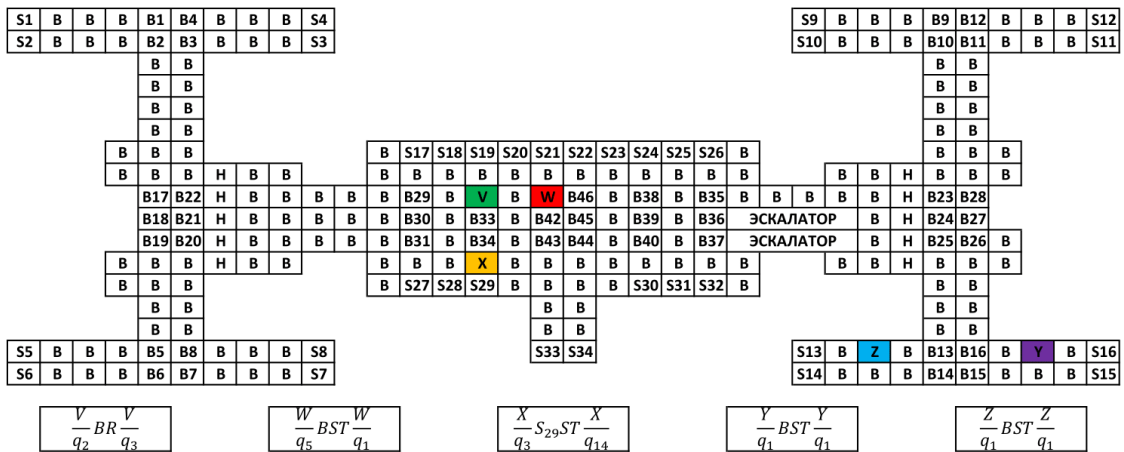 S1 B B B B1 B4 B B B S4 S9 B B B B9 B12 B B B S12
S2 B B B B2 B3 B B B S3 S10 B B B B10 B11 B B B S11
B B B B
B B B B
B B B B
B B B B
B B B B S17 S18 S19 S20 S21 S22 S23 S24 S25 S26 B B B B
B B B H B B B B B B B B B B B B B B B B H B B B
B17 B22 H B B B B B B29 B V B W B46 B B38 B B35 B B B B B H B23 B28
B18 B21 H B B B B B B30 B B33 B B42 B45 B B39 B B36 ЭСКАЛАТОР B H B24 B27
B19 B20 H B B B B B B31 B B34 B B43 B44 B B40 B B37 ЭСКАЛАТОР B H B25 B26 B
B B B H B B B B B X B B B B B B B B B B H B B B
B B B B S27 S28 S29 B B B B S30 S31 S32 B B B
B B B B B B
B B B B B B
S5 B B B B5 B8 B B B S8 S33 S34 S13 B Z B B13 B16 B Y B S16
S6 B B B B6 B7 B B B S7 S14 B B B B14 B15 B B B S15
V/q₂ BR V/q₃
W/q₅ BST W/q₁
X/q₃ S₂₉ST X/q₁₄
Y/q₁ BST Y/q₁
Z/q₁ BST Z/q₁